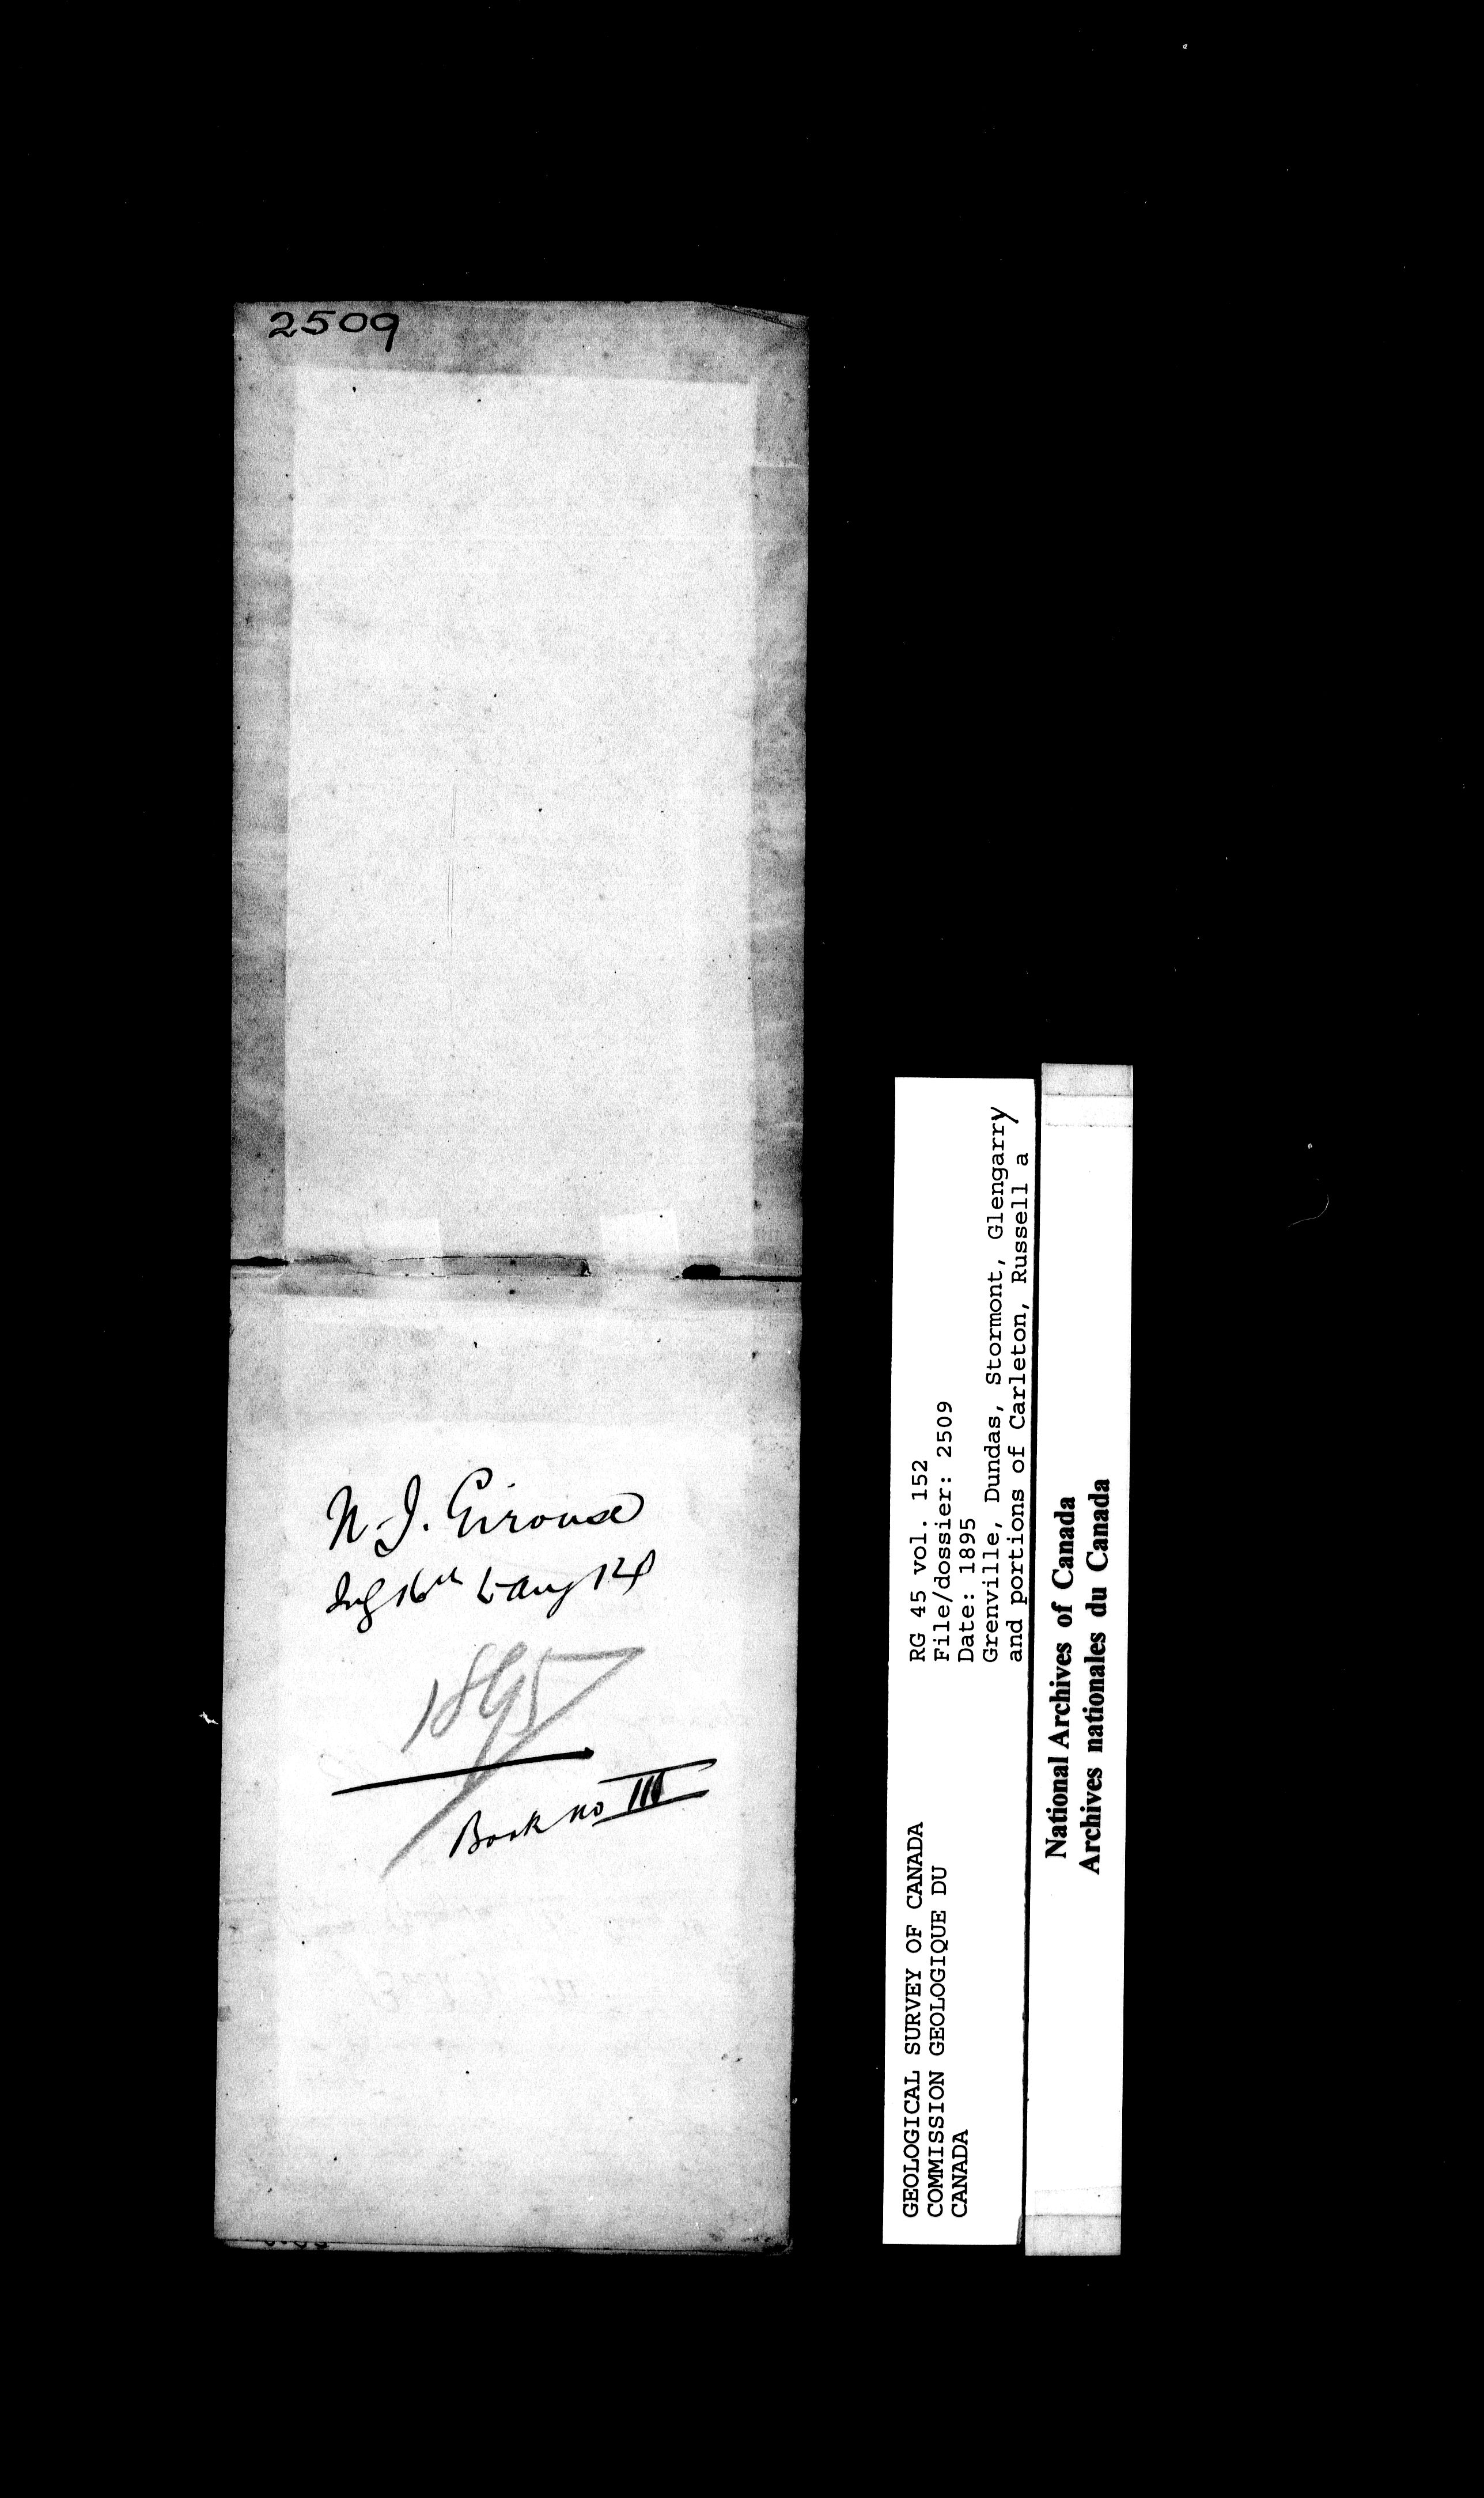 2509
N. J. Giroux
July 16th to Aug 12th
1895
Book no III
GEOLOGICAL SURVEY OF CANADA
COMMISSION GEOLOGIQUE DU
CANADA
RG 45 vol. 152
File/dossier: 2509
Date: 1895
Grenville, Dundas, Stormont, Glengarry
and portions of Carleton, Russell a
National Archives of Canada
Archives nationales du Canada